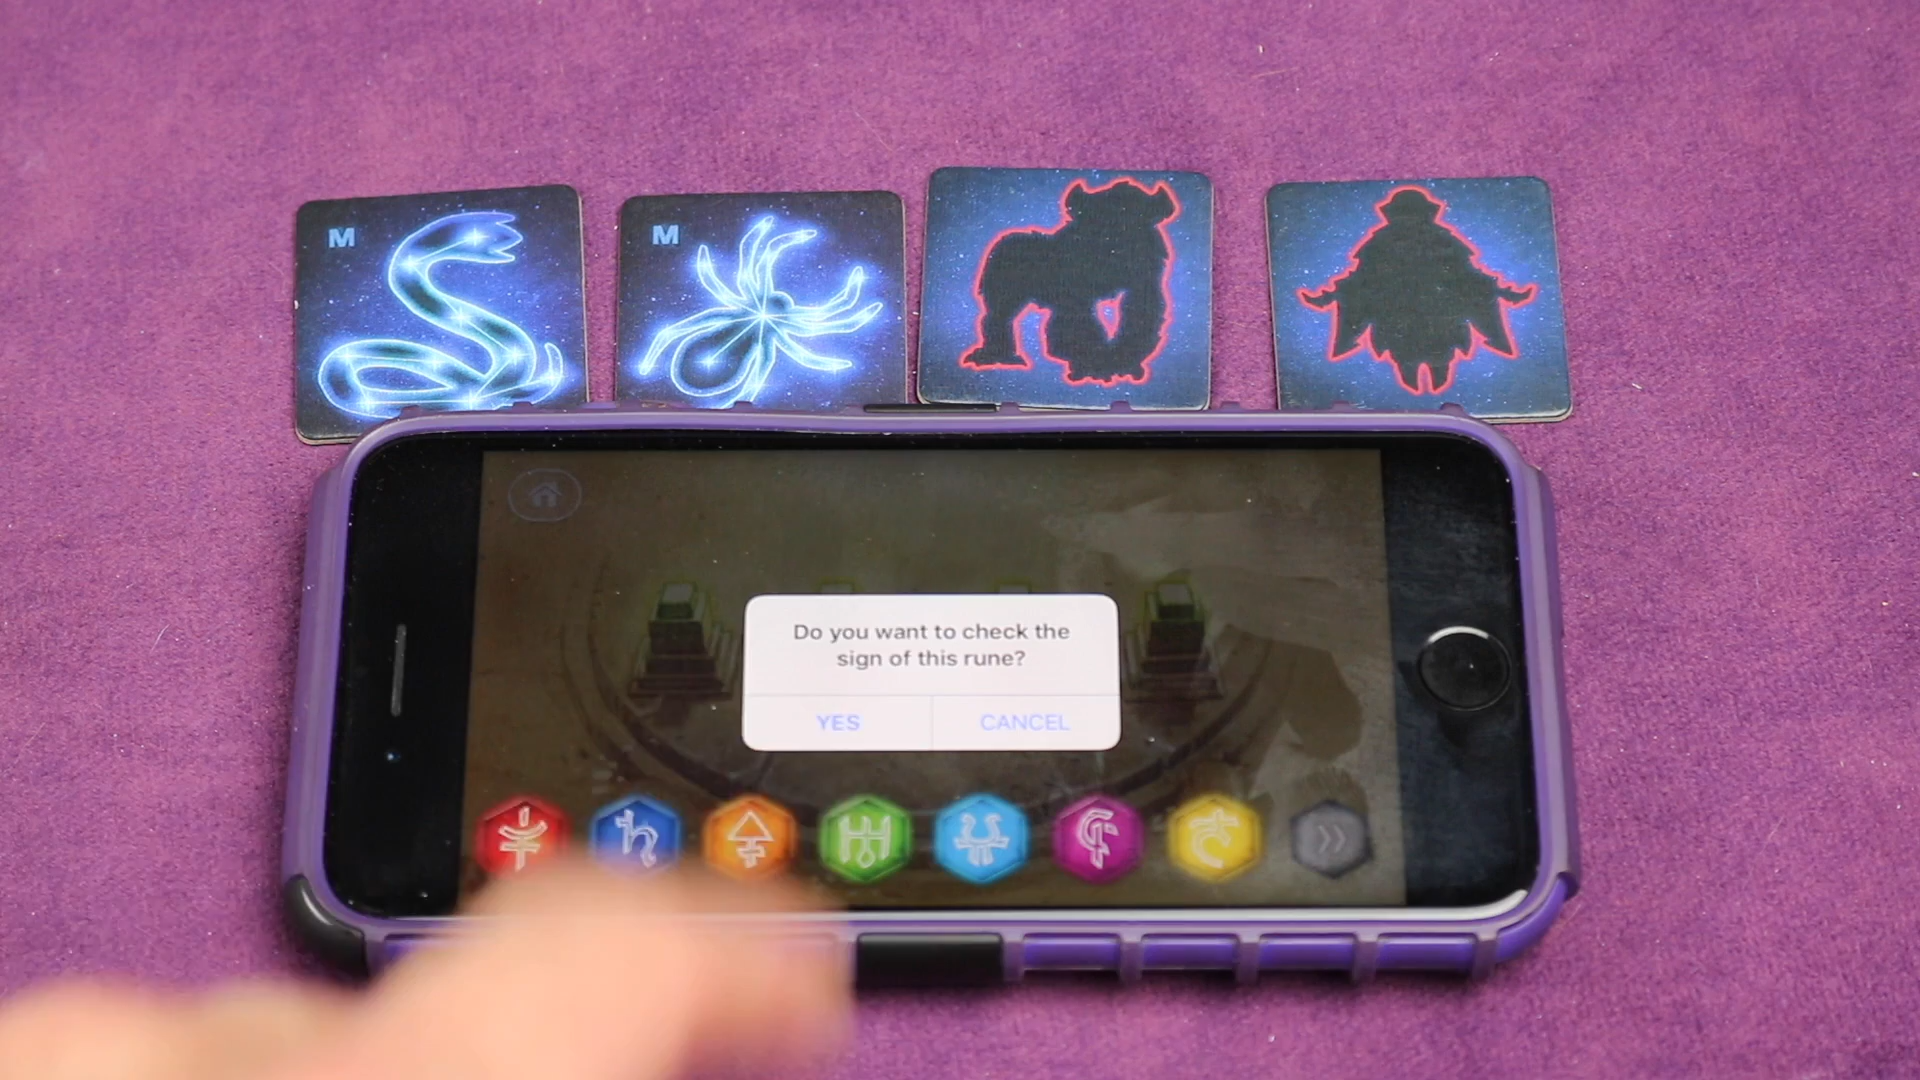 M
M
Do you want to check the
sign of this rune?
YES
CANCEL